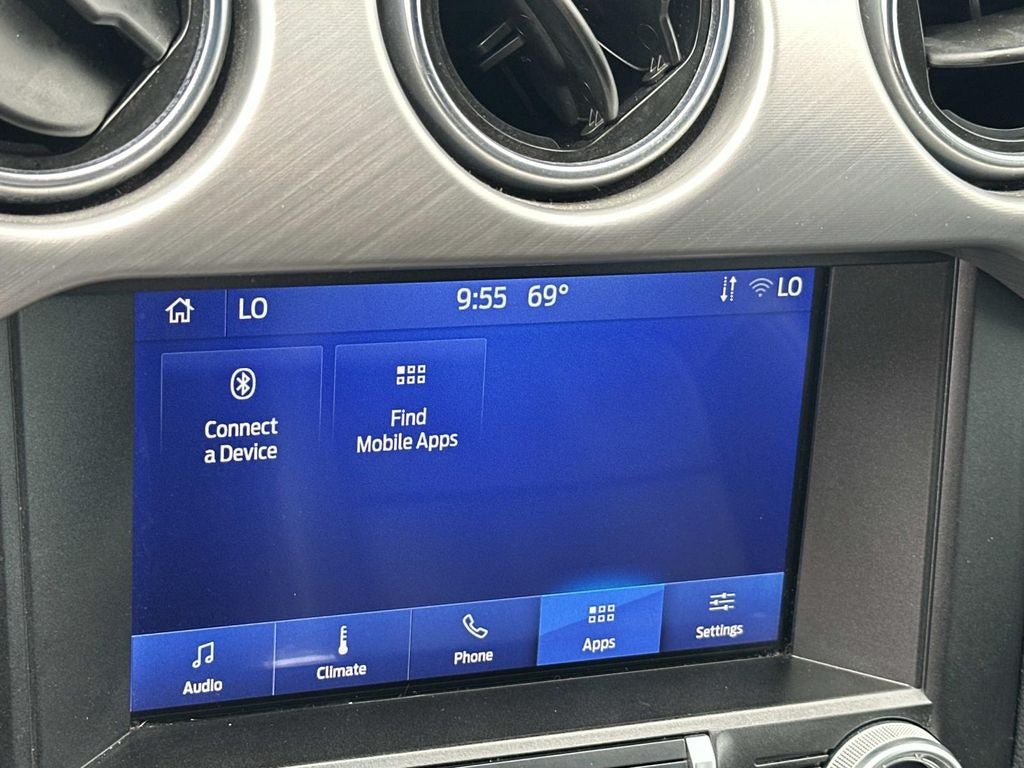 LO 9:55 69° LO
Connect
a Device
Find
Mobile Apps
Audio Climate Phone Apps Settings